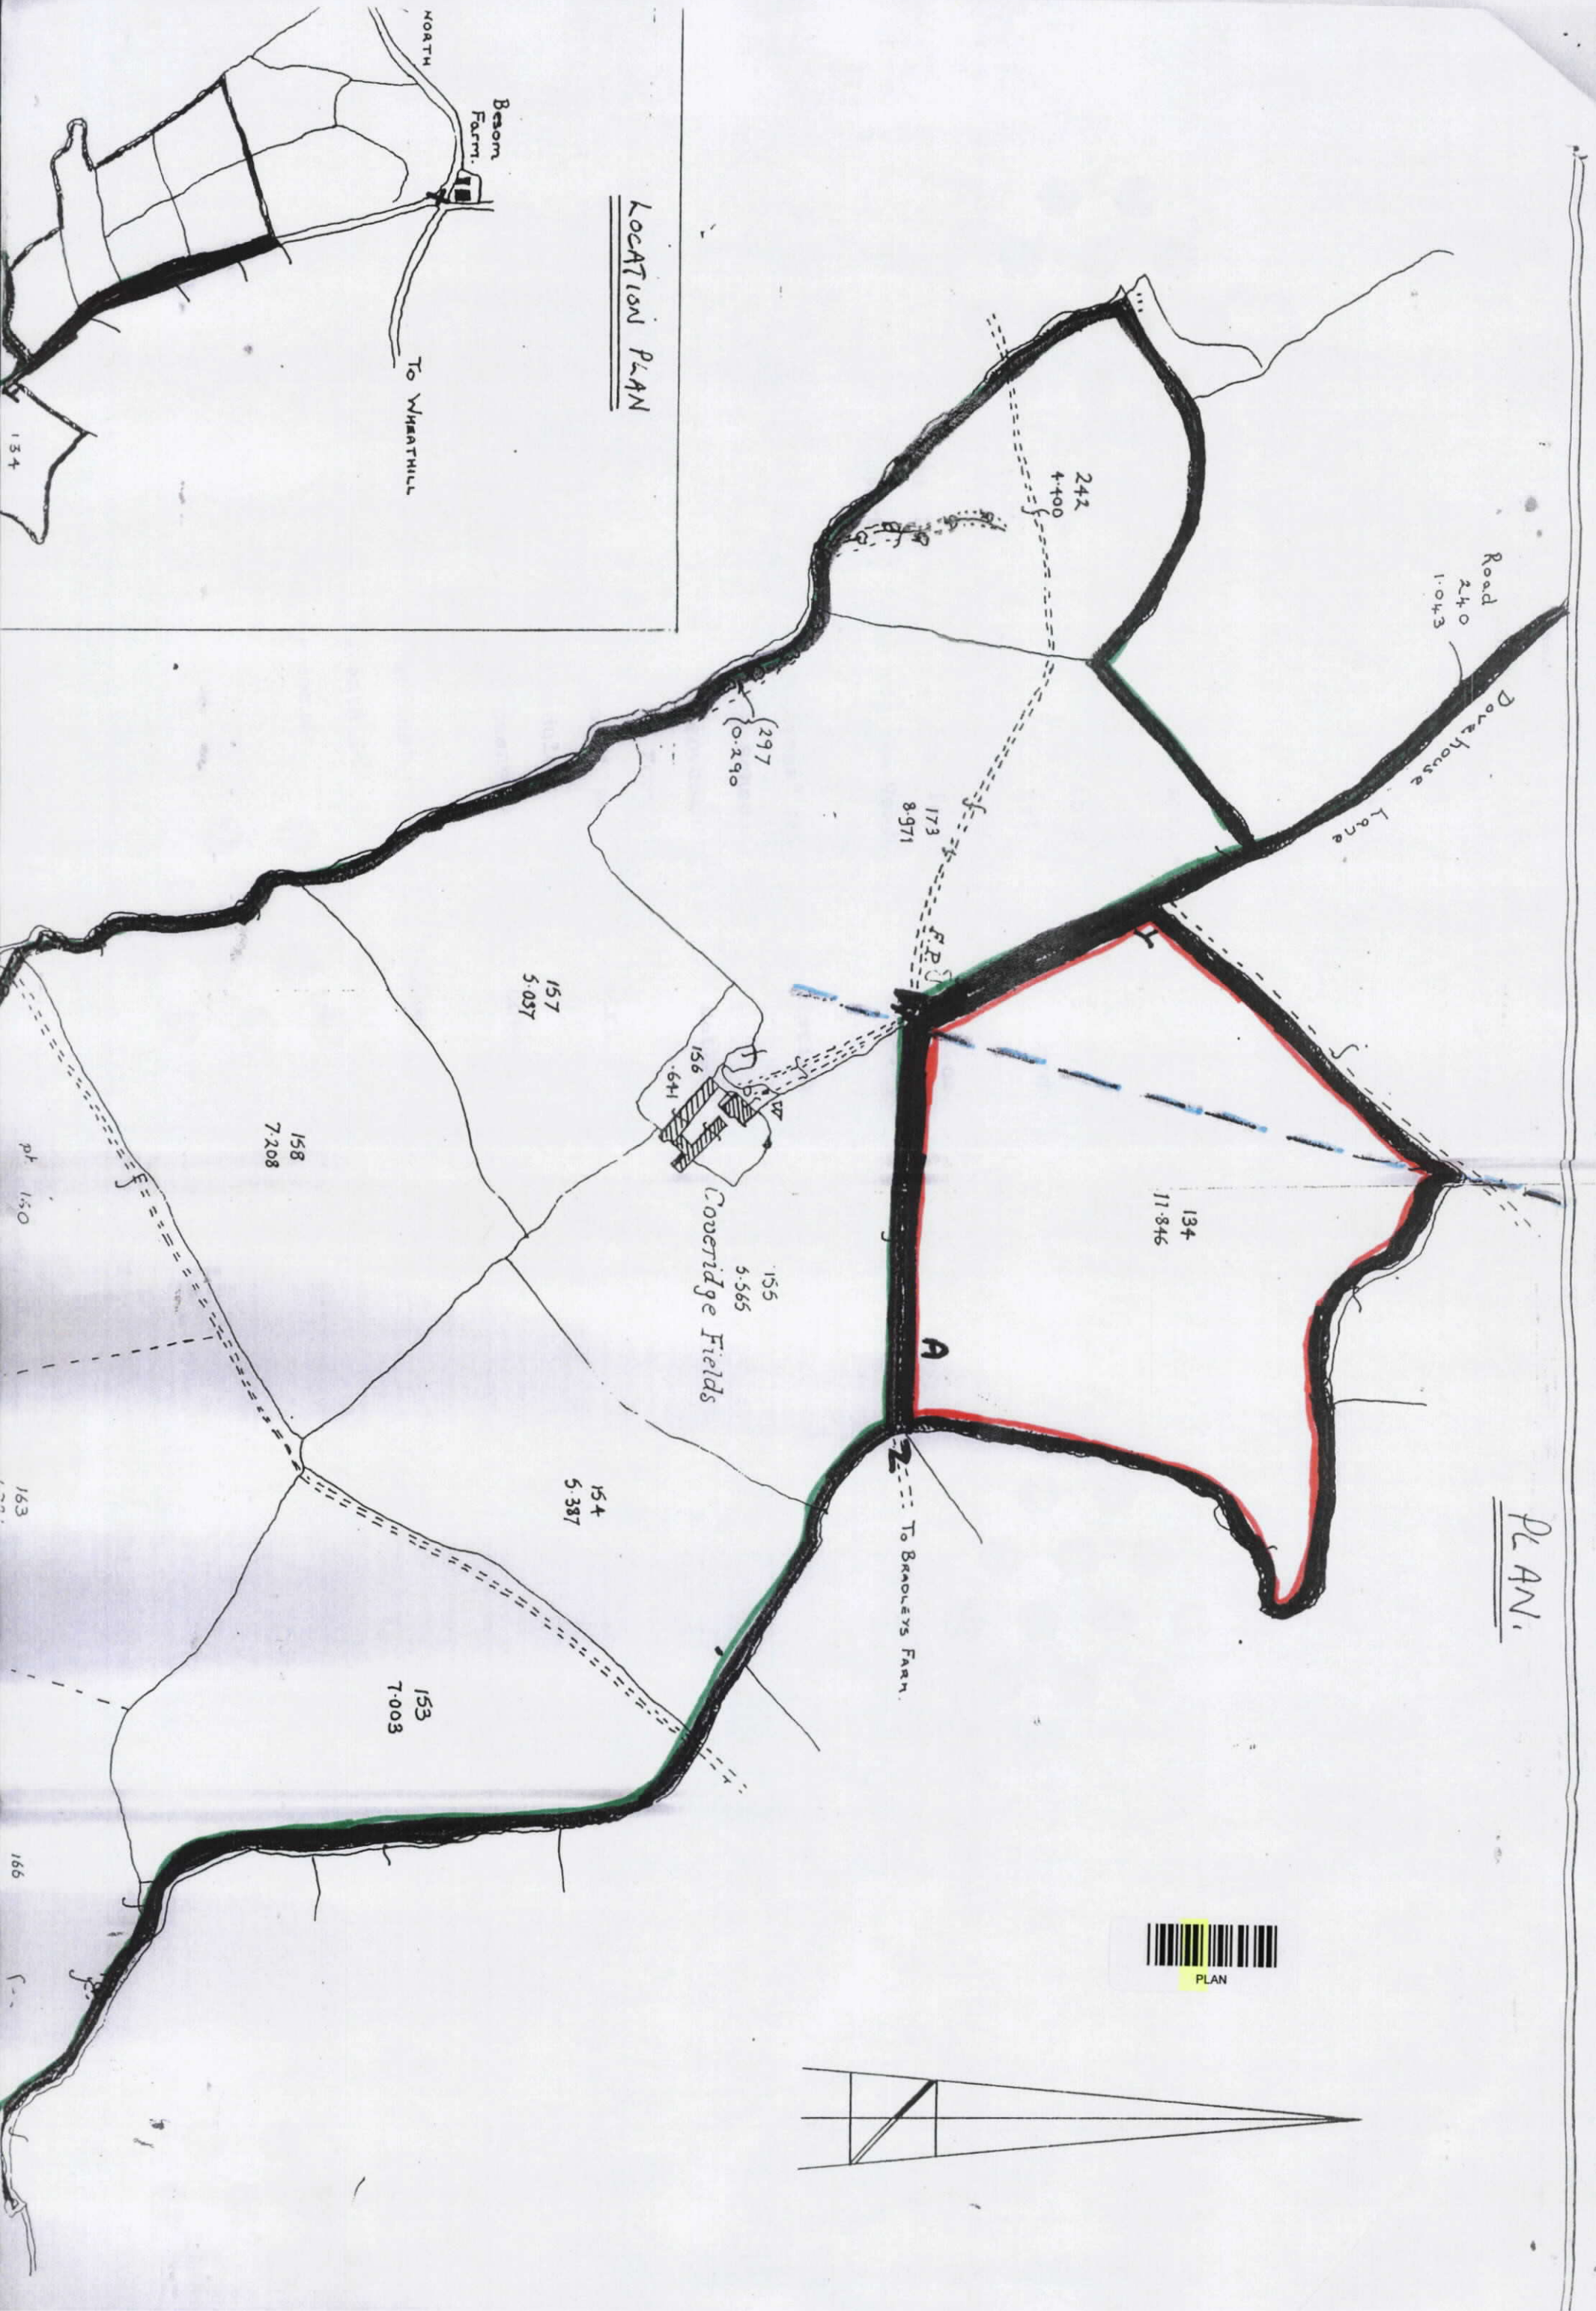 PLAN.
LOCATION PLAN
NORTH
Besom
Farm.
To WHEATHILL
134
Road
240
1.043
Dovehouse Lane
242
4.400
297
0.290
173
8.971
F.P.
134
11.846
A
To BRADLEYS FARM.
155
5.565
Coveridge Fields
156
.641
W
157
5.037
158
7.208
154
5.387
153
7.003
pt 160
163
166
PLAN